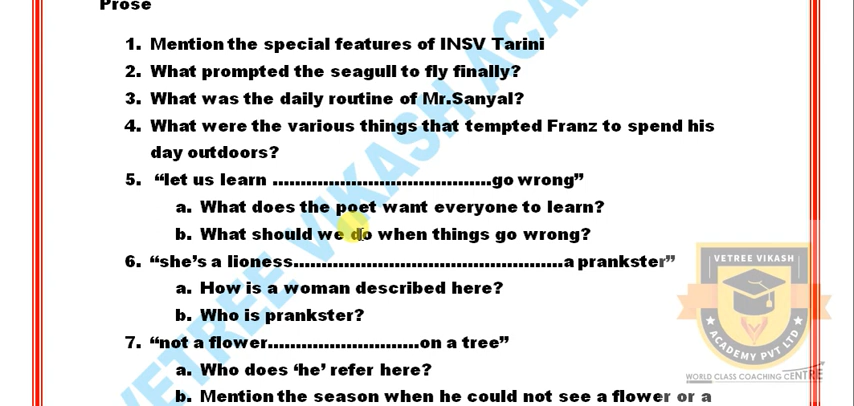 Prose
1. Mention the special features of INSV Tarini
2. What prompted the seagull to fly finally?
3. What was the daily routine of Mr.Sanyal?
4. What were the various things that tempted Franz to spend his
day outdoors?
5. “let us learn .......................................go wrong”
a. What does the poet want everyone to learn?
b. What should we do when things go wrong?
6. “she’s a lioness................................................a prankster”
a. How is a woman described here?
b. Who is prankster?
7. “not a flower...........................on a tree”
a. Who does ‘he’ refer here?
b. Mention the season when he could not see a flower or a
VETREE VIKASH ACA
VETREE VIKASH
ACADEMY PVT LTD
WORLD CLASS COACHING CENTRE